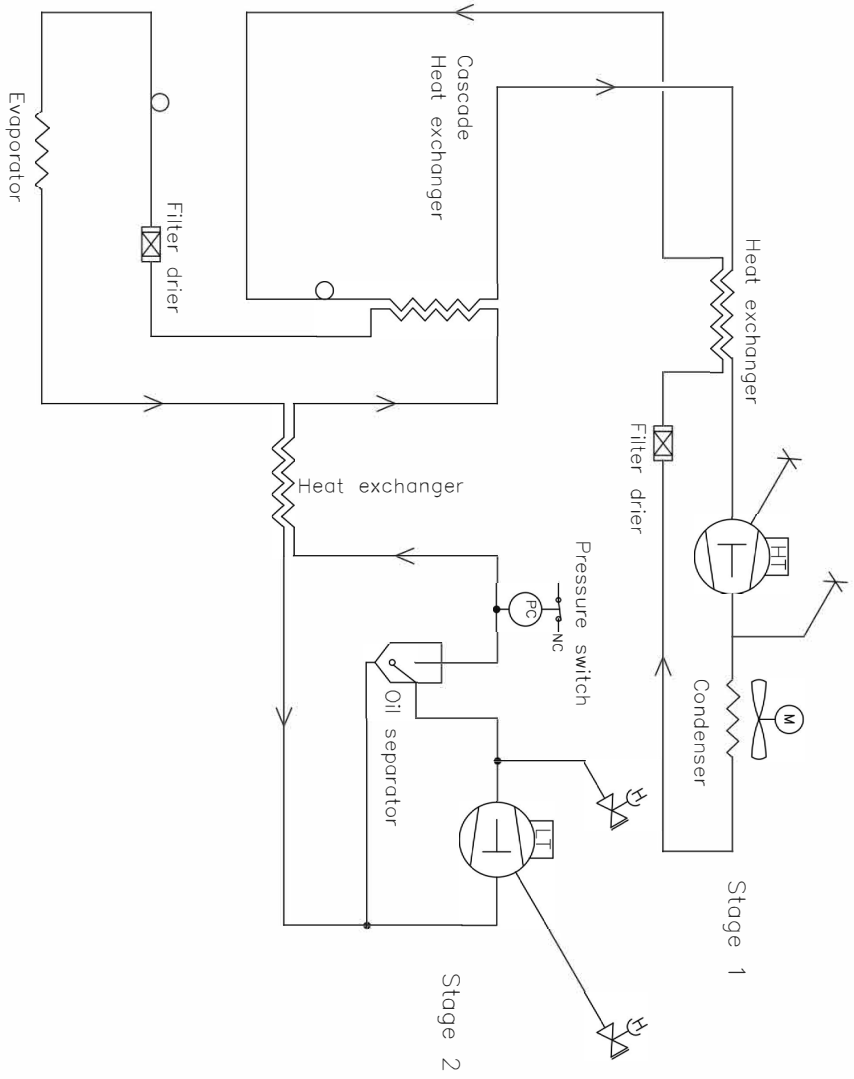 Stage 1
Condenser
M
HT
Heat exchanger
Filter drier
Cascade
Heat exchanger
Stage 2
LT
Oil separator
Pressure switch
PC
NC
Heat exchanger
Filter drier
Evaporator